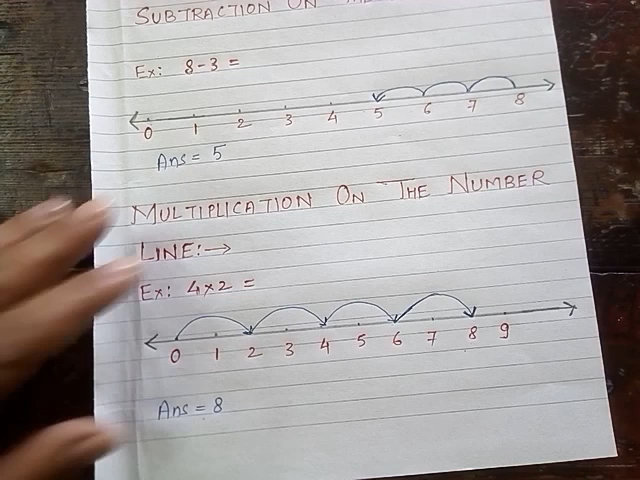 SUBTRACTION ON
Ex: 8-3 =
0 1 2 3 4 5 6 7 8
Ans = 5
MULTIPLICATION ON THE NUMBER
LINE:→
Ex: 4×2 =
0 1 2 3 4 5 6 7 8 9
Ans = 8